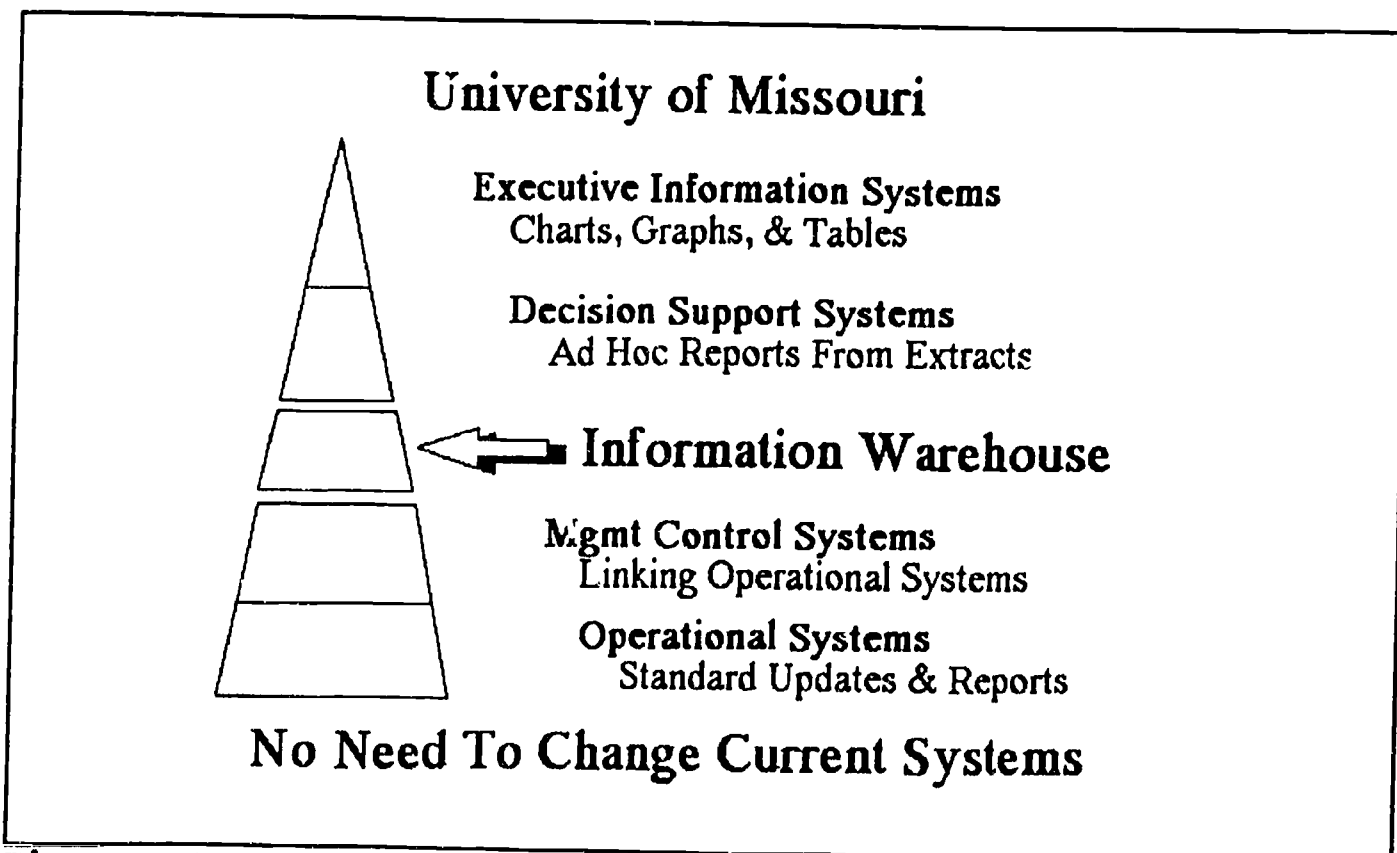 University of Missouri
Executive Information Systems
Charts, Graphs, & Tables
Decision Support Systems
Ad Hoc Reports From Extracts
Information Warehouse
Mgmt Control Systems
Linking Operational Systems
Operational Systems
Standard Updates & Reports
No Need To Change Current Systems